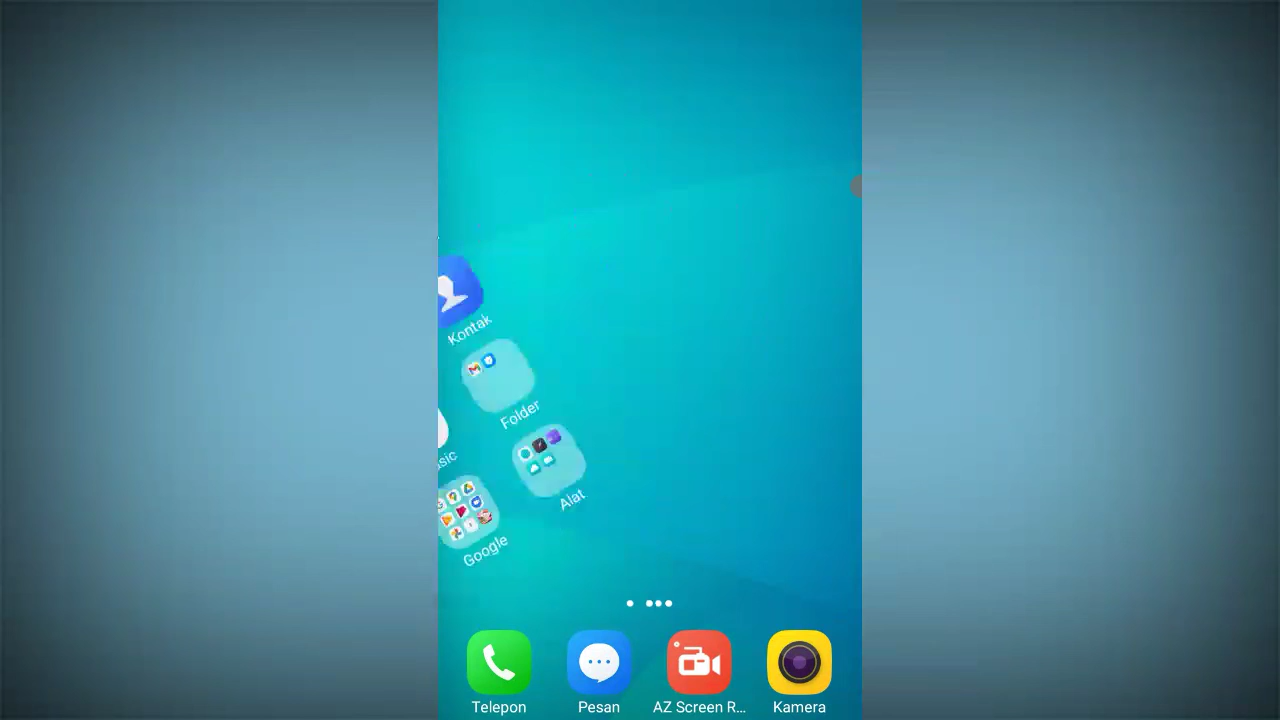 Kontak
Folder
sic
Alat
Google
Telepon
Pesan
AZ Screen R...
Kamera